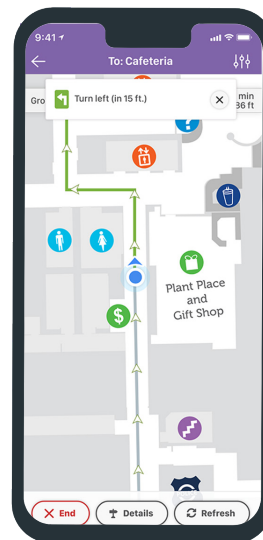 9:41
To: Cafeteria
Gro
Turn left (in 15 ft.)
min
36 ft
?
$
Plant Place
and
Gift Shop
End
Details
Refresh